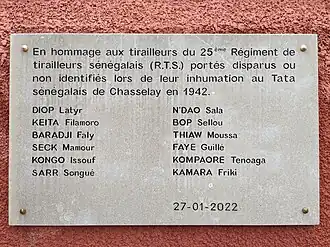 En hommage aux tirailleurs du 25ème Régiment de
tirailleurs sénégalais (R.T.S.) portés disparus ou
non identifiés lors de leur inhumation au Tata
sénégalais de Chasselay en 1942.
DIOP Latyr
KEITA Filamoro
BARADJI Faly
SECK Mamour
KONGO Issouf
SARR Songué
N'DAO Sala
BOP Sellou
THIAW Moussa
FAYE Guillé
KOMPAORE Tenoaga
KAMARA Friki
27-01-2022